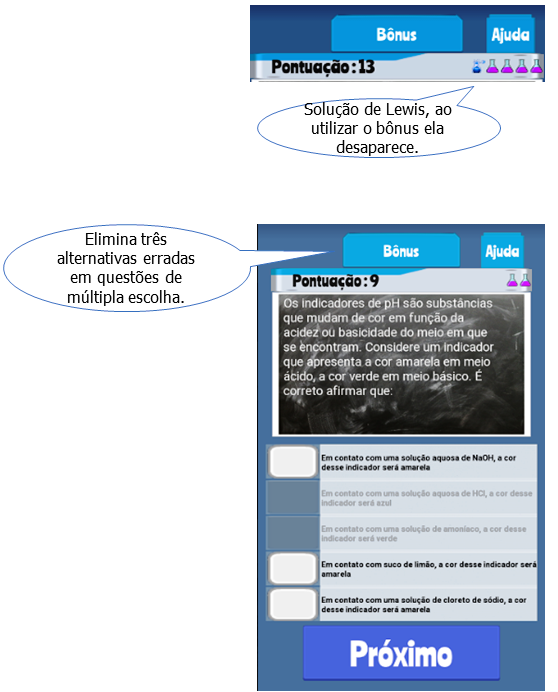 Bônus
Ajuda
Pontuação:13
Solução de Lewis, ao
utilizar o bônus ela
desaparece.
Elimina três
alternativas erradas
em questões de
múltipla escolha.
Bônus
Ajuda
Pontuação:9
Os indicadores de pH são substâncias
que mudam de cor em função da
acidez ou basicidade do meio em que
se encontram. Considere um indicador
que apresenta a cor amarela em meio
ácido, a cor verde em meio básico. É
correto afirmar que:
Em contato com uma solução aquosa de NaOH, a cor
desse indicador será amarela
Em contato com uma solução aquosa de HCl, a cor desse
indicador será azul
Em contato com uma solução de amoníaco, a cor desse
indicador será verde
Em contato com suco de limão, a cor desse indicador será
amarela
Em contato com uma solução de cloreto de sódio, a cor
desse indicador será amarela
Próximo